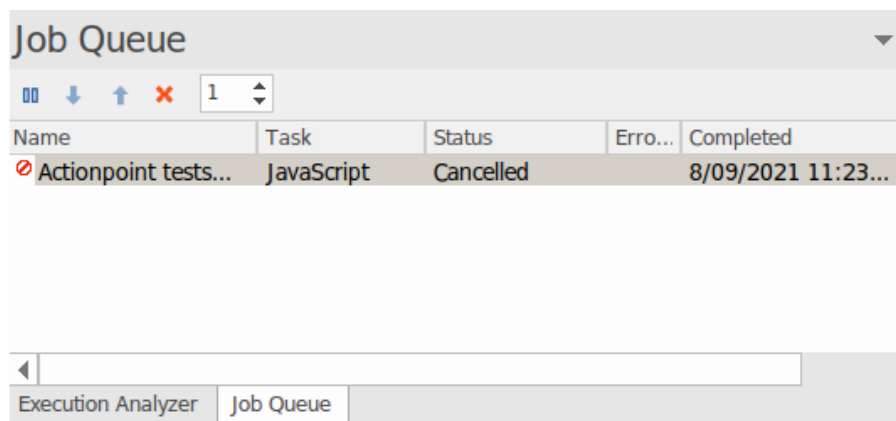 Job Queue
1
Name Task Status Erro... Completed
Actionpoint tests... JavaScript Cancelled 8/09/2021 11:23...
Execution Analyzer Job Queue